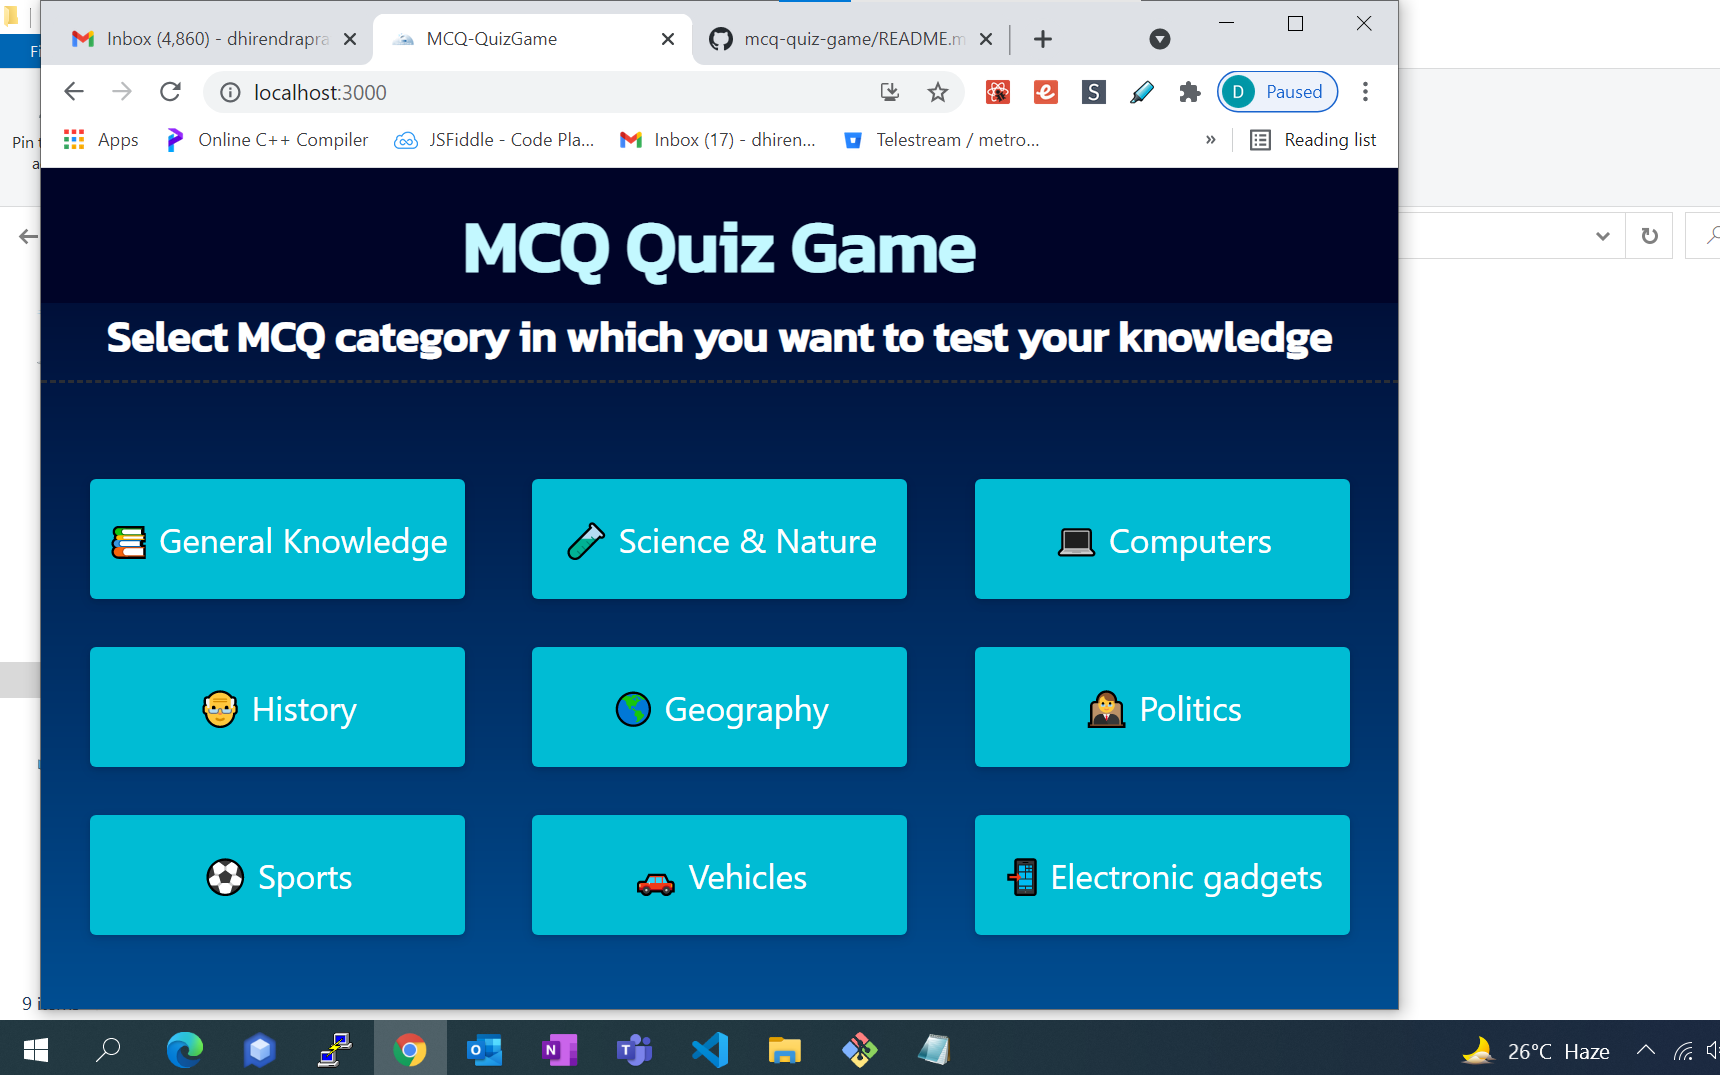 Inbox (4,860) - dhirendrapra
MCQ-QuizGame
mcq-quiz-game/README.m
localhost:3000
S
D
Paused
Apps
Online C++ Compiler
JSFiddle - Code Pla...
Inbox (17) - dhiren...
Telestream / metro...
»
Reading list
Pin
MCQ Quiz Game
Select MCQ category in which you want to test your knowledge
General Knowledge
Science & Nature
Computers
History
Geography
Politics
Sports
Vehicles
Electronic gadgets
26°C Haze